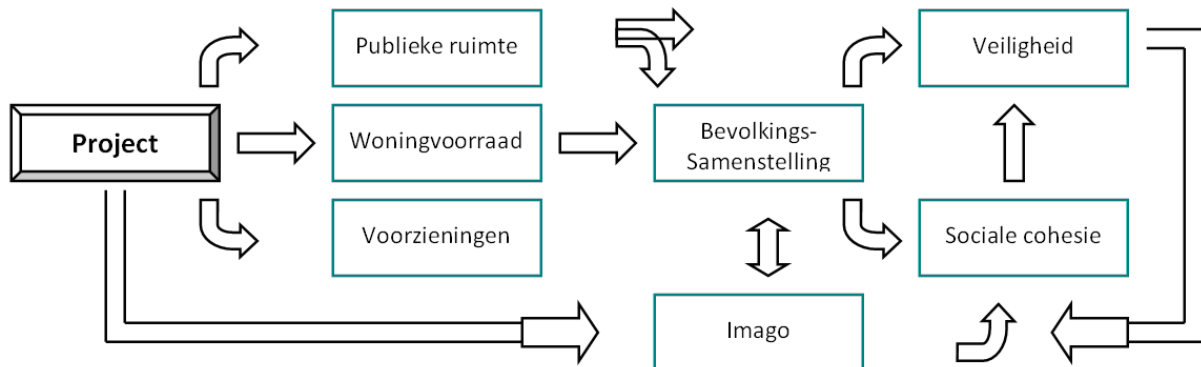 Publieke ruimte
Veiligheid
Project
Woningvoorraad
Bevolkings-
Samenstelling
Voorzieningen
Sociale cohesie
Imago